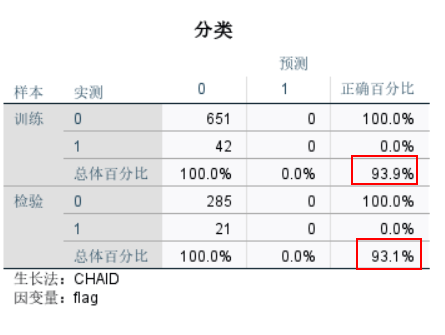 分类
预测
样本 实测 0 1 正确百分比
训练 0 651 0 100.0%
1 42 0 0.0%
总体百分比 100.0% 0.0% 93.9%
检验 0 285 0 100.0%
1 21 0 0.0%
总体百分比 100.0% 0.0% 93.1%
生长法：CHAID
因变量：flag